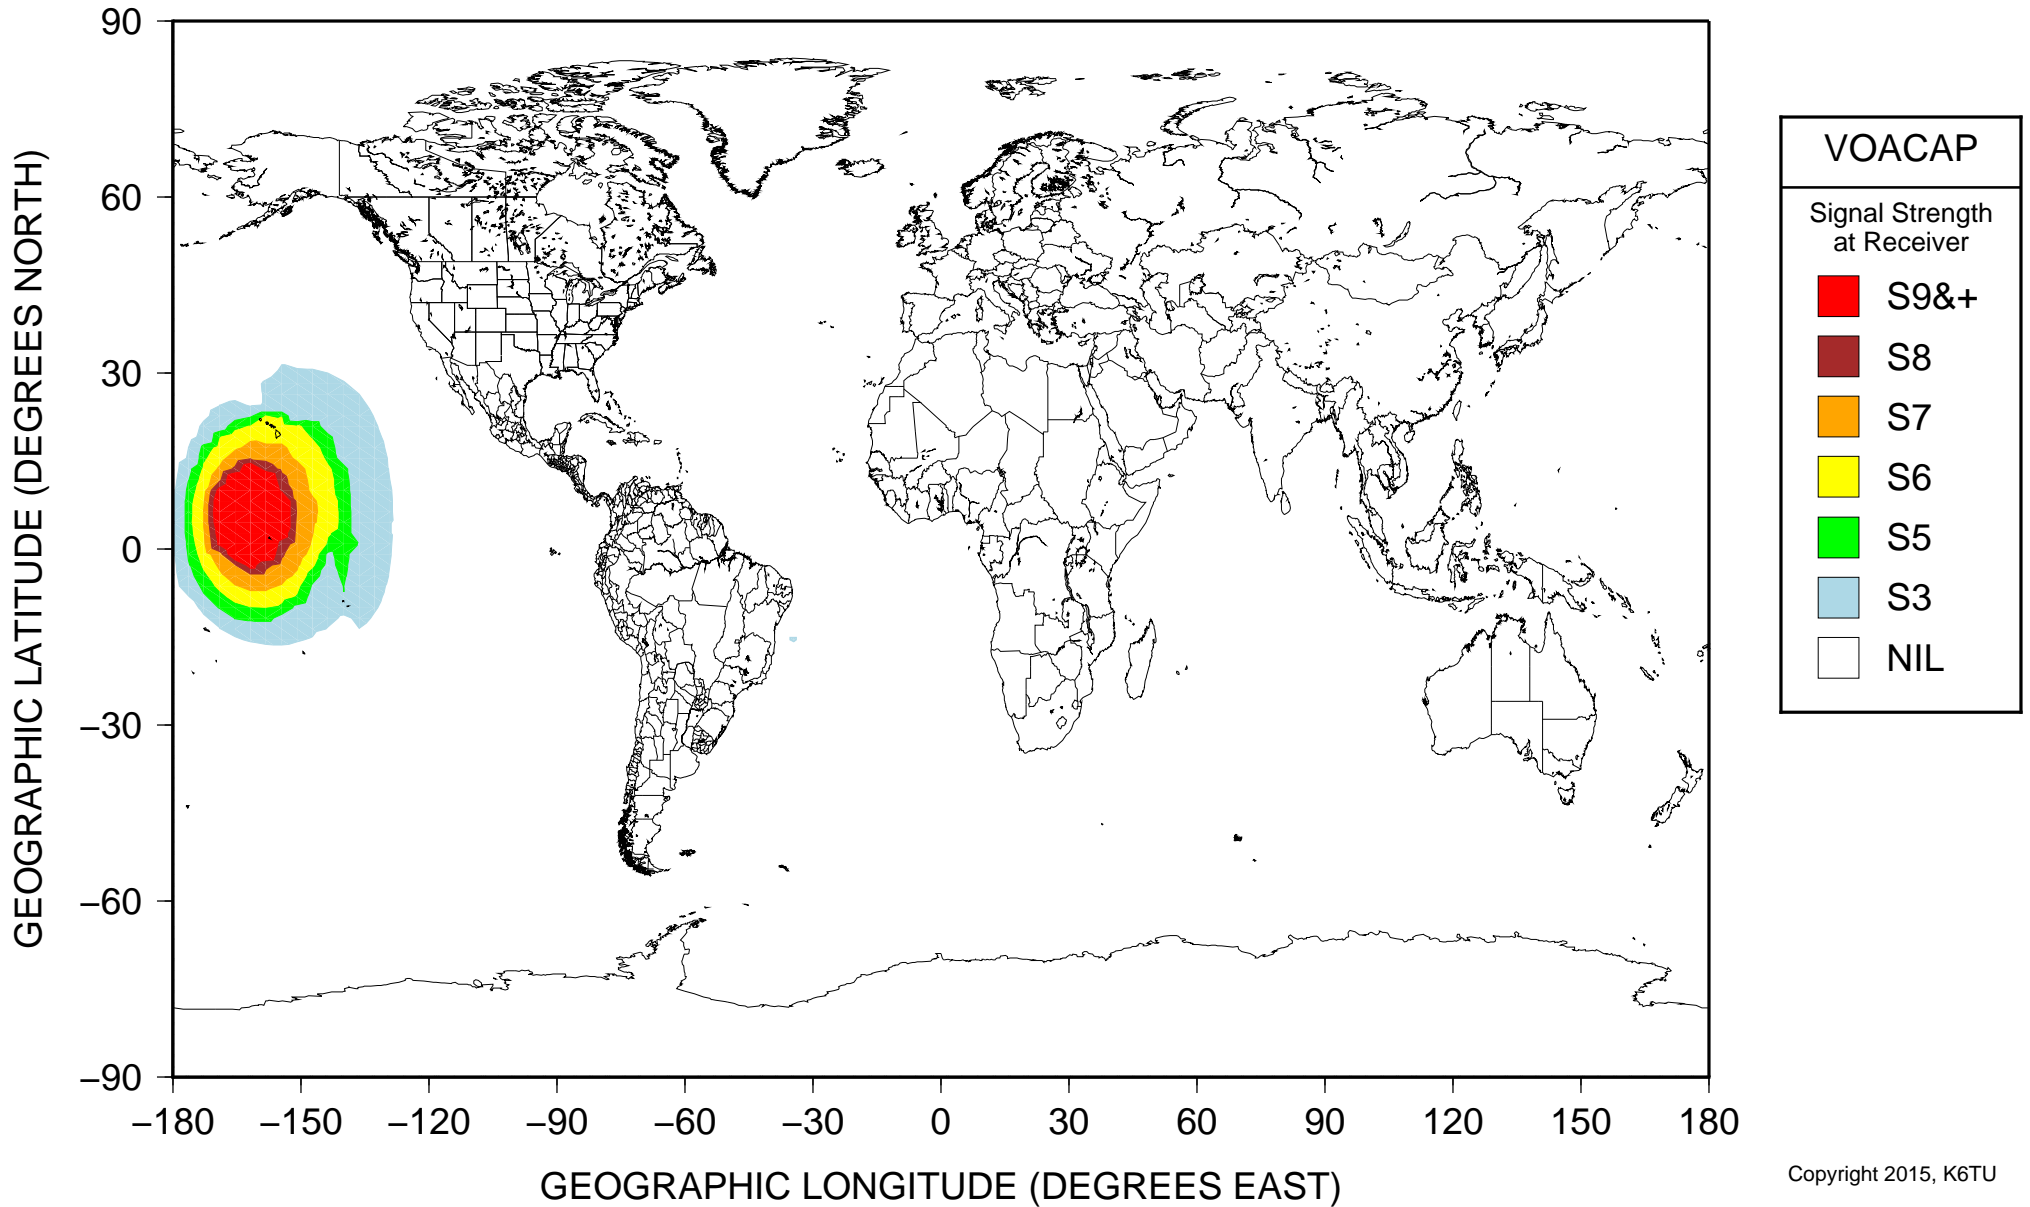 90
60
30
0
−30
−60
−90
GEOGRAPHIC LATITUDE (DEGREES NORTH)
−180 −150 −120 −90 −60 −30 0 30 60 90 120 150 180
GEOGRAPHIC LONGITUDE (DEGREES EAST)
VOACAP
Signal Strength
at Receiver
S9&+
S8
S7
S6
S5
S3
NIL
Copyright 2015, K6TU